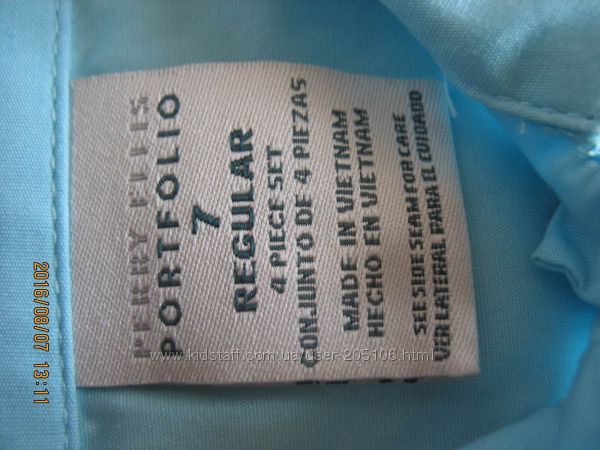 PERRY ELLIS
PORTFOLIO
7
REGULAR
4 PIECE SET
CONJUNTO DE 4 PIEZAS
MADE IN VIETNAM
HECHO EN VIETNAM
SEE SIDE SEAM FOR CARE
VER LATERAL PARA EL CUIDADO
www.kidstaff.com.ua/user-205106.html
2016/08/07 13:11